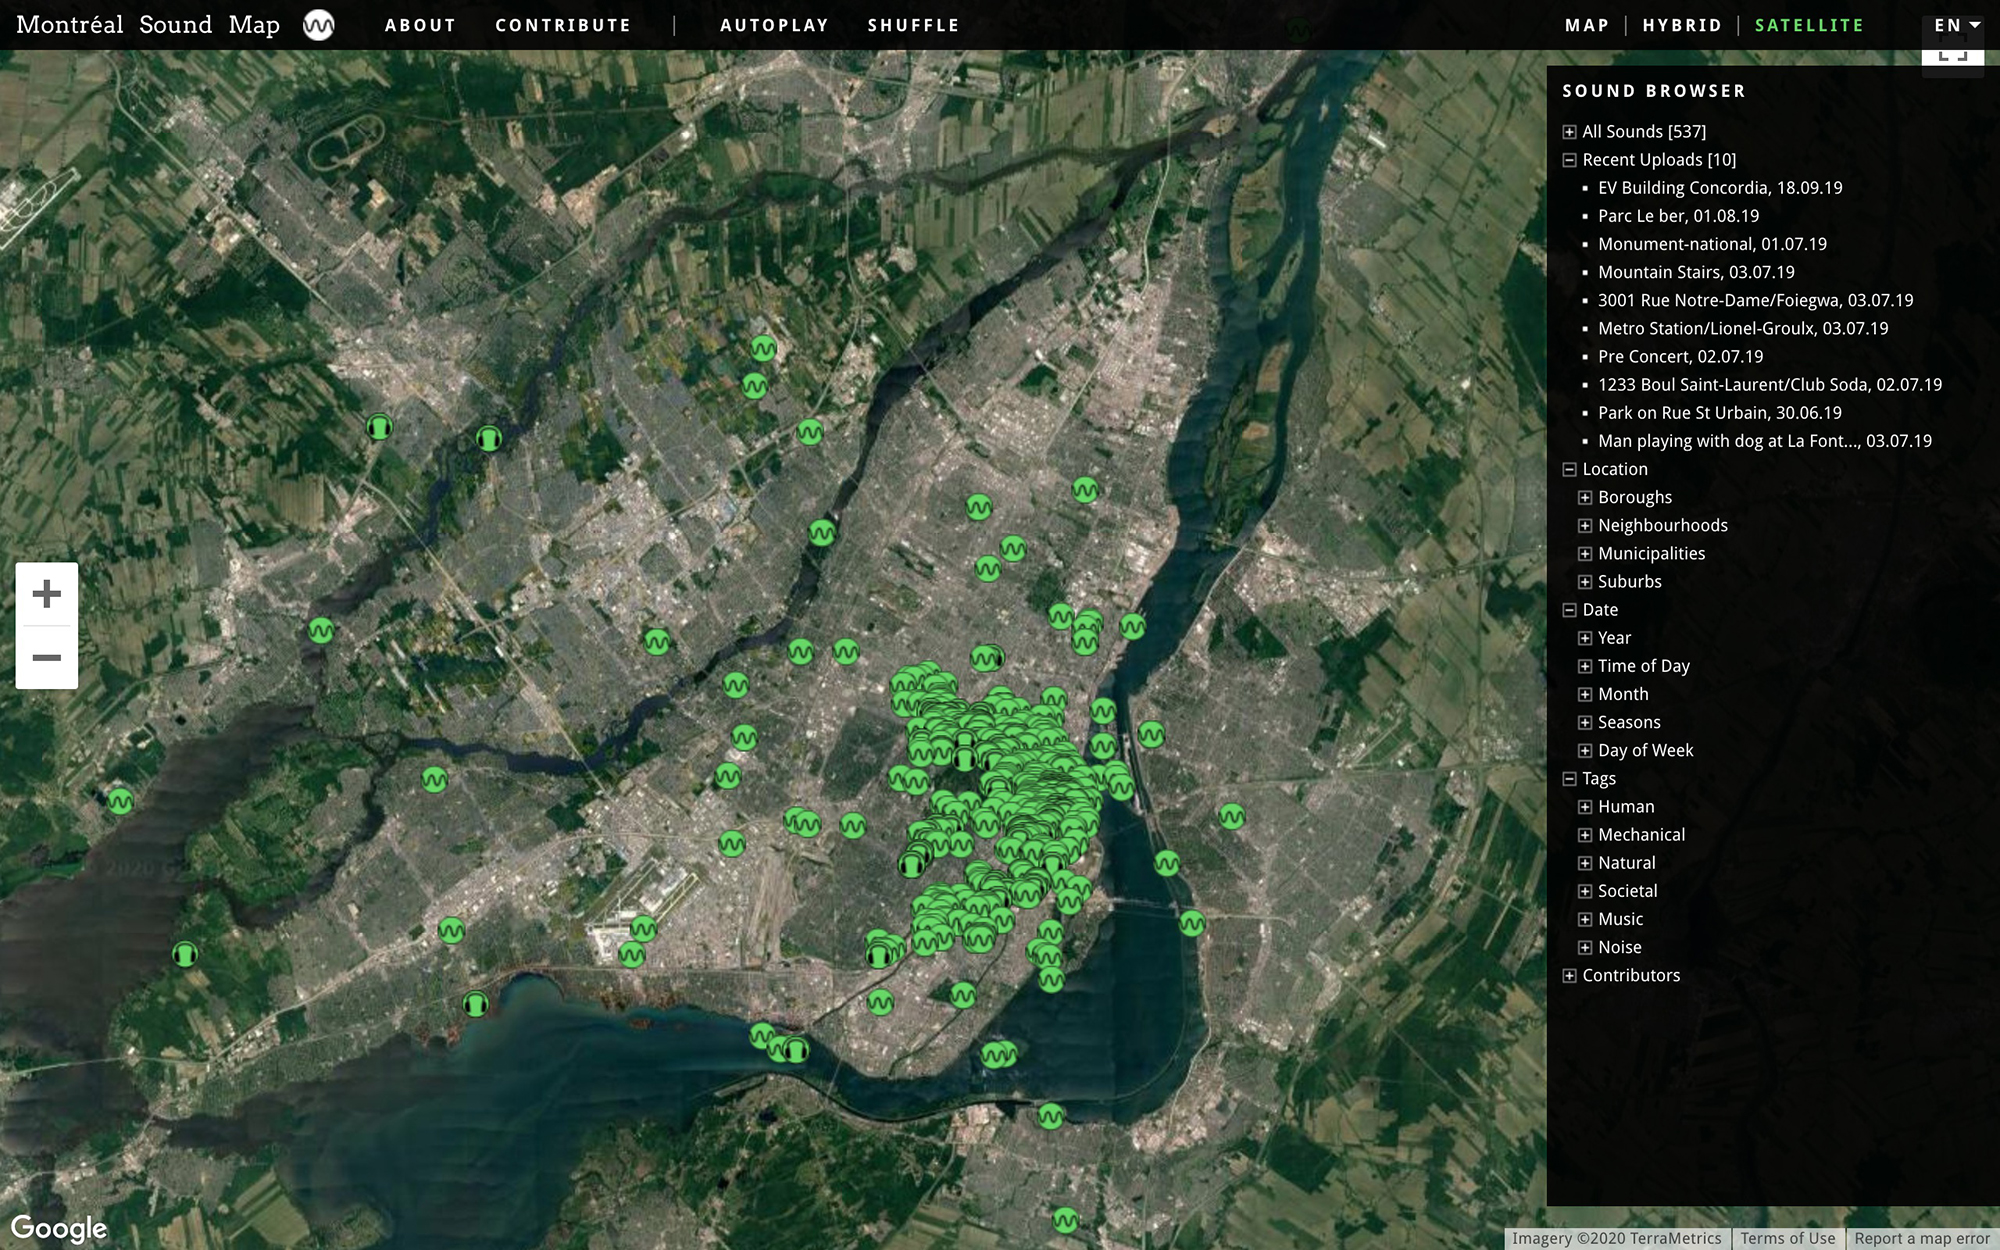 Montréal Sound Map ABOUT CONTRIBUTE | AUTOPLAY SHUFFLE MAP | HYBRID | SATELLITE EN
SOUND BROWSER
All Sounds [537]
Recent Uploads [10]
EV Building Concordia, 18.09.19
Parc Le ber, 01.08.19
Monument-national, 01.07.19
Mountain Stairs, 03.07.19
3001 Rue Notre-Dame/Foiegwa, 03.07.19
Metro Station/Lionel-Groulx, 03.07.19
Pre Concert, 02.07.19
1233 Boul Saint-Laurent/Club Soda, 02.07.19
Park on Rue St Urbain, 30.06.19
Man playing with dog at La Font..., 03.07.19
Location
Boroughs
Neighbourhoods
Municipalities
Suburbs
Date
Year
Time of Day
Month
Seasons
Day of Week
Tags
Human
Mechanical
Natural
Societal
Music
Noise
Contributors
Google
Imagery ©2020 TerraMetrics | Terms of Use | Report a map error